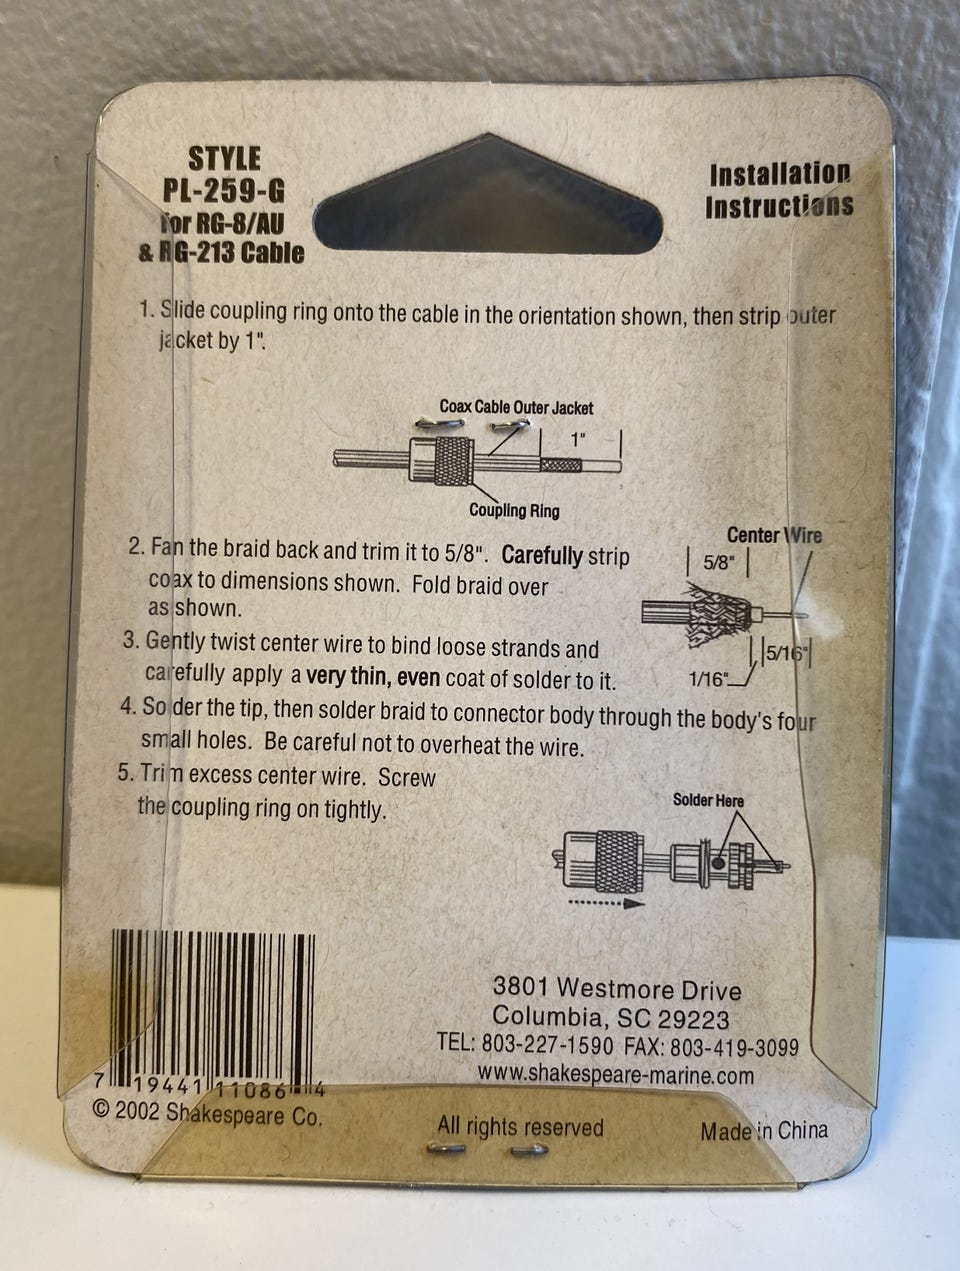 STYLE
PL-259-G
for RG-8/AU
& RG-213 Cable
Installation
Instructions
1. Slide coupling ring onto the cable in the orientation shown, then strip outer
jacket by 1".
Coax Cable Outer Jacket
1"
Coupling Ring
2. Fan the braid back and trim it to 5/8". Carefully strip
coax to dimensions shown. Fold braid over
as shown.
Center Wire
5/8"
5/16"
1/16"
3. Gently twist center wire to bind loose strands and
carefully apply a very thin, even coat of solder to it.
4. Solder the tip, then solder braid to connector body through the body's four
small holes. Be careful not to overheat the wire.
5. Trim excess center wire. Screw
the coupling ring on tightly.
Solder Here
3801 Westmore Drive
Columbia, SC 29223
TEL: 803-227-1590 FAX: 803-419-3099
www.shakespeare-marine.com
7 19441 11086 4
© 2002 Shakespeare Co.
All rights reserved
Made in China